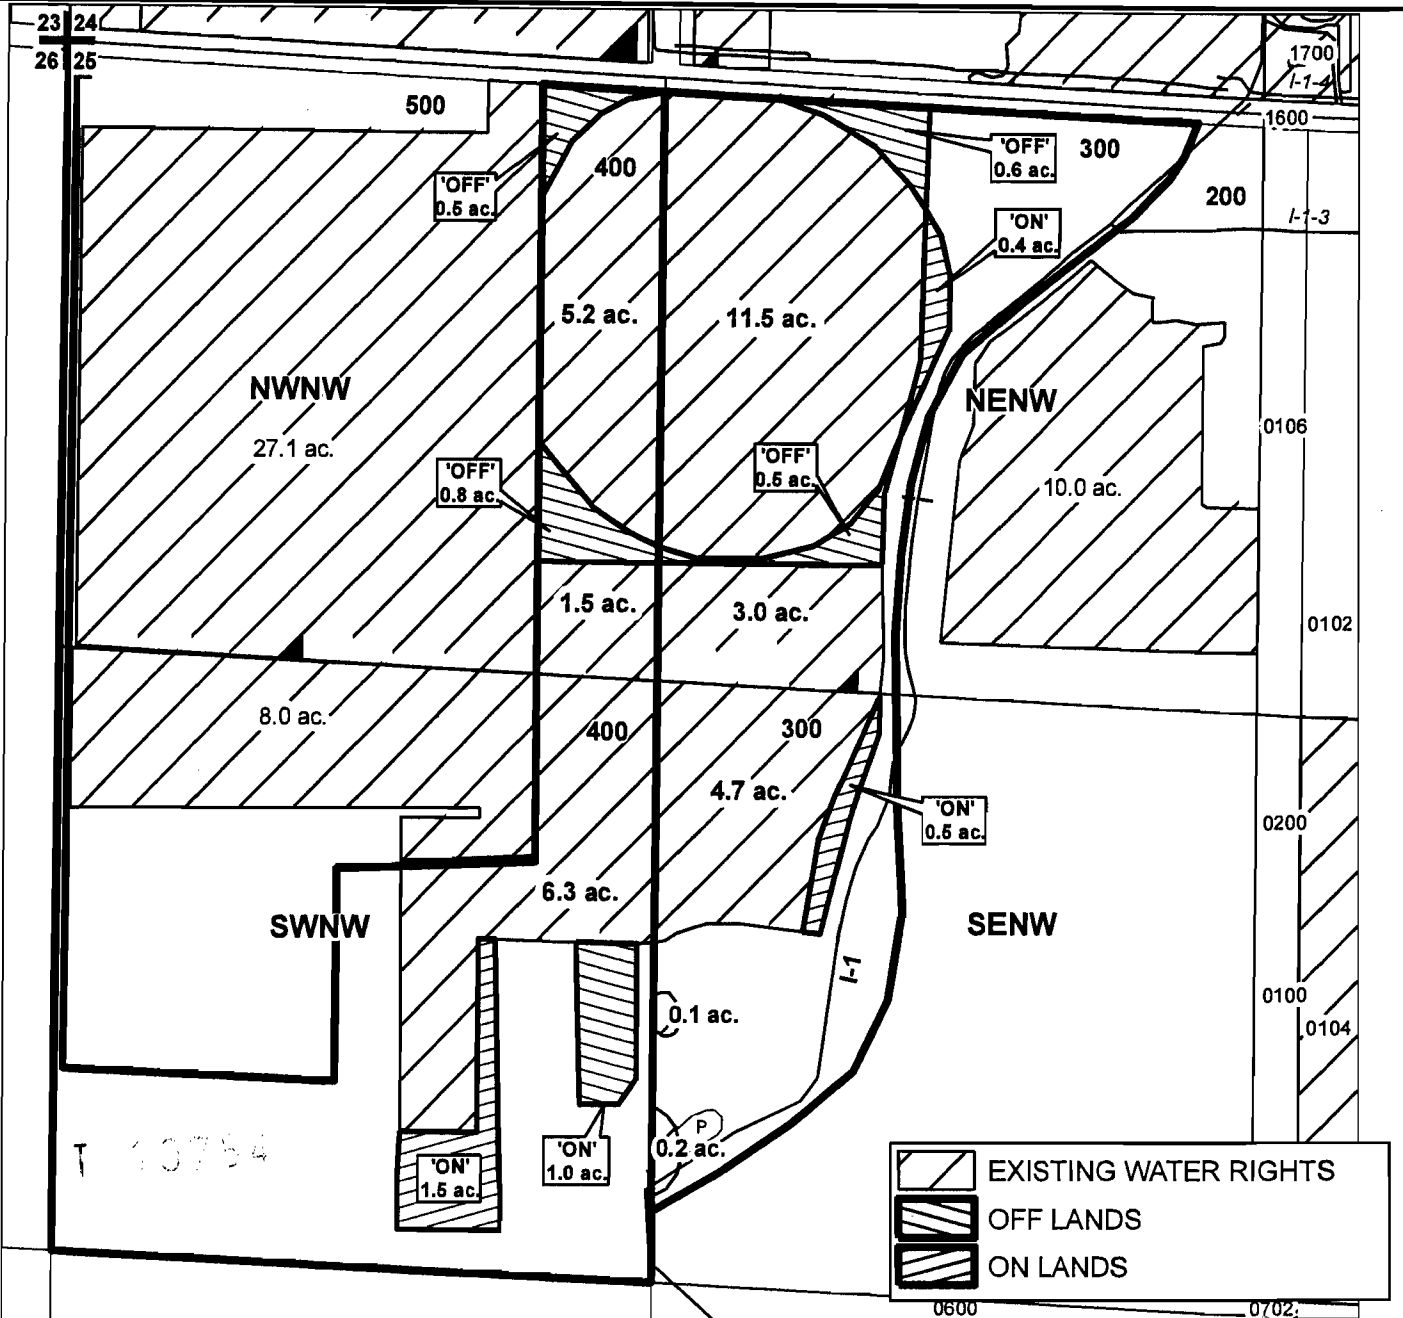 23 24
26 25
1700
I-1-4
500
1600
400
'OFF'
0.6 ac.
300
'OFF'
0.5 ac.
200
I-1-3
'ON'
0.4 ac.
5.2 ac.
11.5 ac.
NWNW
NENW
27.1 ac.
0106
'OFF'
0.8 ac.
'OFF'
0.5 ac.
10.0 ac.
1.5 ac.
3.0 ac.
0102
8.0 ac.
400
300
4.7 ac.
'ON'
0.5 ac.
0200
6.3 ac.
SWNW
SENW
I-1
0.1 ac.
0100
0104
P
0.2 ac.
T
'ON'
1.5 ac.
'ON'
1.0 ac.
EXISTING WATER RIGHTS
OFF LANDS
ON LANDS
0600
0702